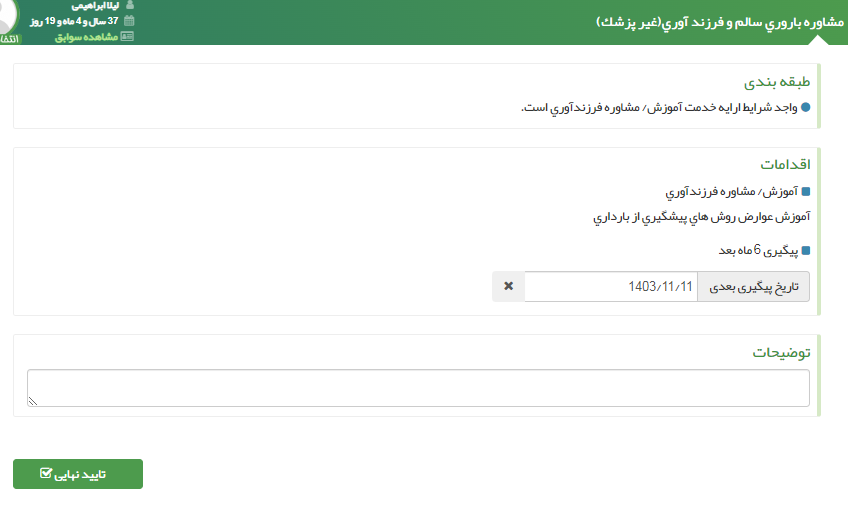 مشاوره باروري سالم و فرزند آوري(غير پزشك)
لیلا ابراهیمی
37 سال و 4 ماه و 19 روز
مشاهده سوابق
طبقه بندی
واجد شرايط ارايه خدمت آموزش/ مشاوره فرزندآوري است.
اقدامات
آموزش/ مشاوره فرزندآوري
آموزش عوارض روش هاي پيشگيري از بارداري
پیگیری 6 ماه بعد
تاریخ پیگیری بعدی
1403/11/11
توضیحات
تایید نهایی